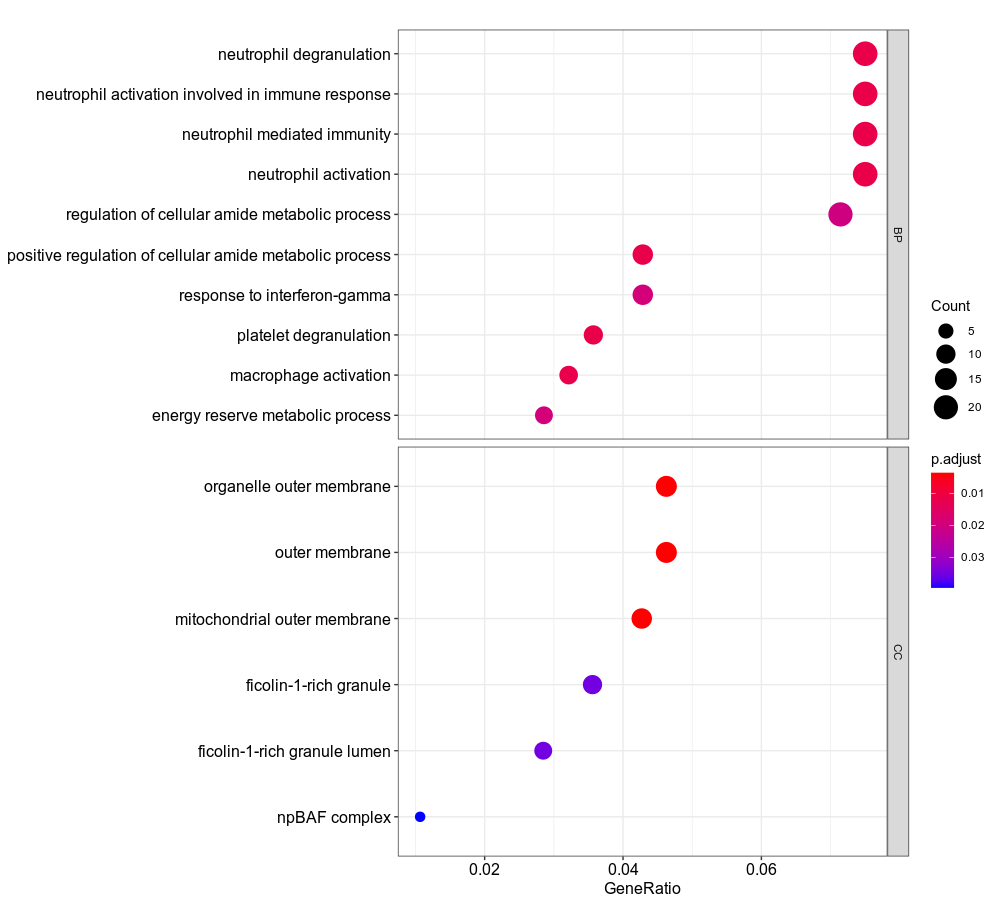 neutrophil degranulation
neutrophil activation involved in immune response
neutrophil mediated immunity
neutrophil activation
regulation of cellular amide metabolic process
positive regulation of cellular amide metabolic process
response to interferon-gamma
platelet degranulation
macrophage activation
energy reserve metabolic process
BP
organelle outer membrane
outer membrane
mitochondrial outer membrane
ficolin-1-rich granule
ficolin-1-rich granule lumen
npBAF complex
CC
0.02 0.04 0.06
GeneRatio
Count
5
10
15
20
p.adjust
0.01
0.02
0.03